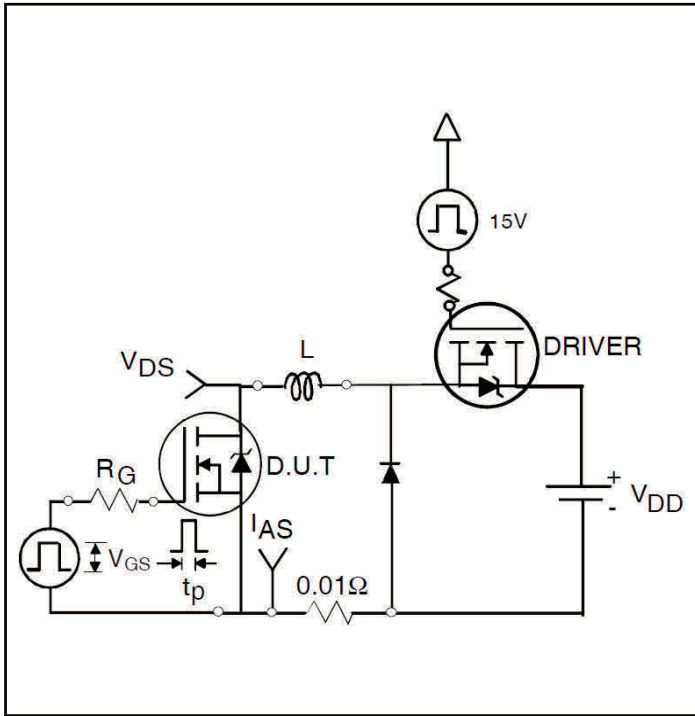 15V
DRIVER
L
VDS
D.U.T
RG
+
VDD
-
IAS
VGS
tp
0.01Ω